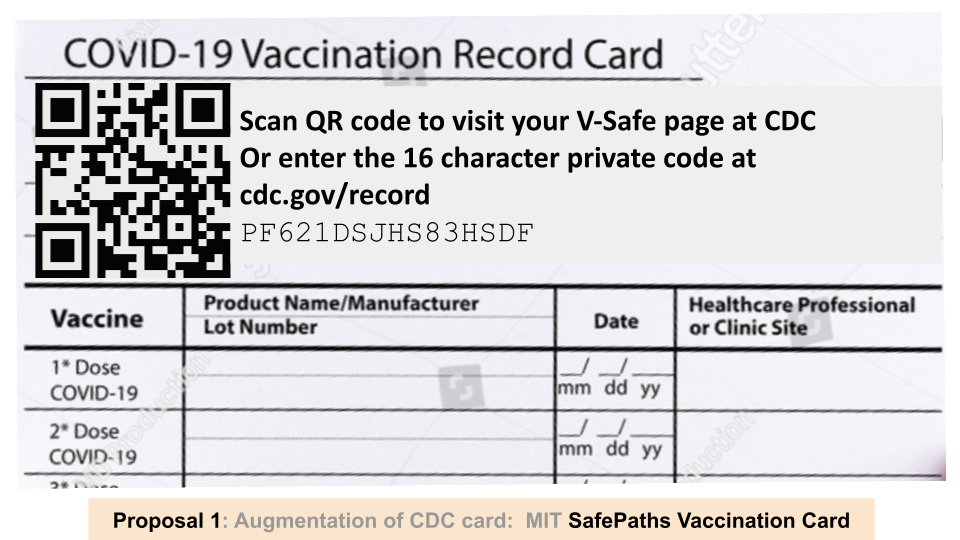 COVID-19 Vaccination Record Card
Scan QR code to visit your V-Safe page at CDC
Or enter the 16 character private code at
cdc.gov/record
PF621DSJHS83HSDF
Vaccine
Product Name/Manufacturer
Lot Number
Date
Healthcare Professional
or Clinic Site
1* Dose
COVID-19
__/__/___
mm dd yy
2* Dose
COVID-19
__/__/___
mm dd yy
Proposal 1: Augmentation of CDC card: MIT SafePaths Vaccination Card